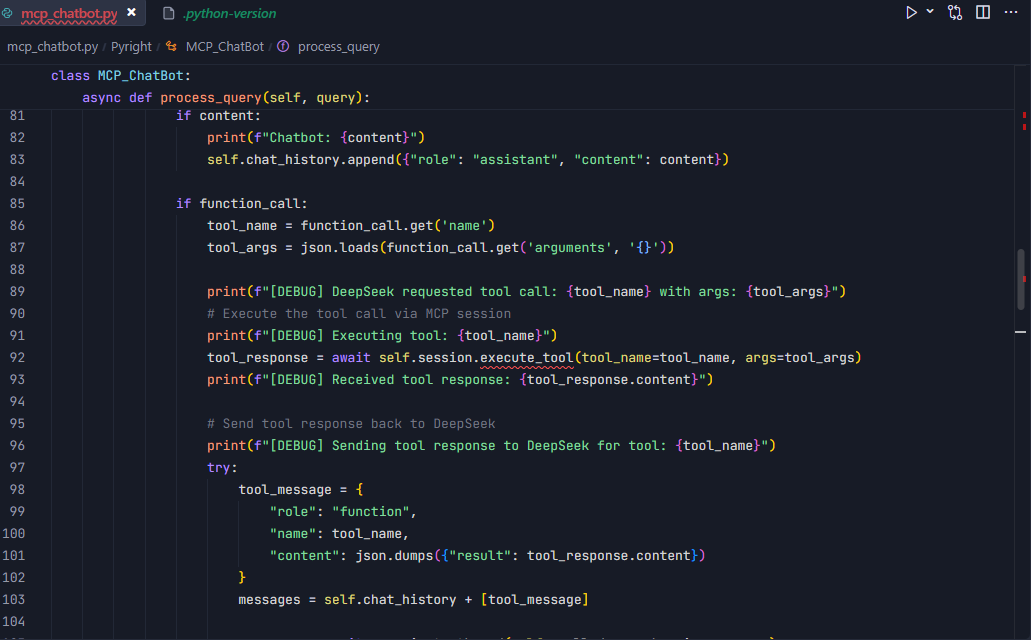 mcp_chatbot.py × .python-version
mcp_chatbot.py / Pyright / MCP_ChatBot / process_query
class MCP_ChatBot:
async def process_query(self, query):
81 if content:
82 print(f"Chatbot: {content}")
83 self.chat_history.append({"role": "assistant", "content": content})
84
85 if function_call:
86 tool_name = function_call.get('name')
87 tool_args = json.loads(function_call.get('arguments', '{}'))
88
89 print(f"[DEBUG] DeepSeek requested tool call: {tool_name} with args: {tool_args}")
90 # Execute the tool call via MCP session
91 print(f"[DEBUG] Executing tool: {tool_name}")
92 tool_response = await self.session.execute_tool(tool_name=tool_name, args=tool_args)
93 print(f"[DEBUG] Received tool response: {tool_response.content}")
94
95 # Send tool response back to DeepSeek
96 print(f"[DEBUG] Sending tool response to DeepSeek for tool: {tool_name}")
97 try:
98 tool_message = {
99 "role": "function",
100 "name": tool_name,
101 "content": json.dumps({"result": tool_response.content})
102 }
103 messages = self.chat_history + [tool_message]
104